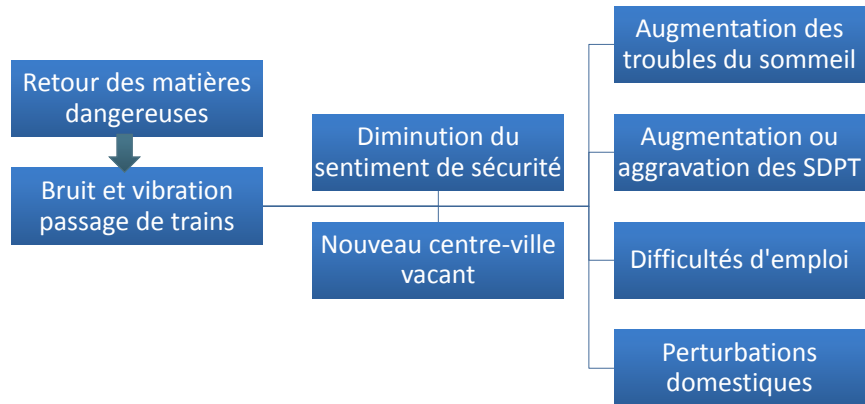 Retour des matières
dangereuses
Bruit et vibration
passage de trains
Diminution du
sentiment de sécurité
Nouveau centre-ville
vacant
Augmentation des
troubles du sommeil
Augmentation ou
aggravation des SDPT
Difficultés d'emploi
Perturbations
domestiques